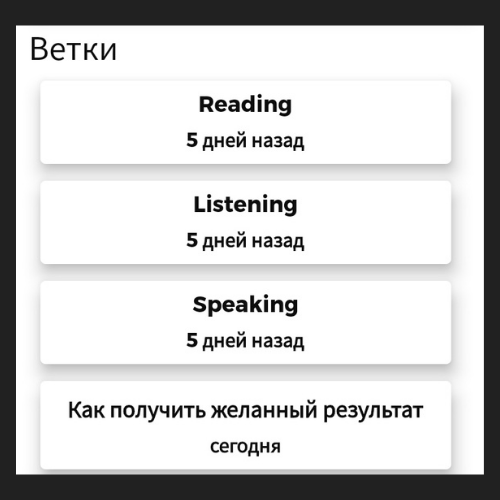 Ветки
Reading
5 дней назад
Listening
5 дней назад
Speaking
5 дней назад
Как получить желанный результат
сегодня